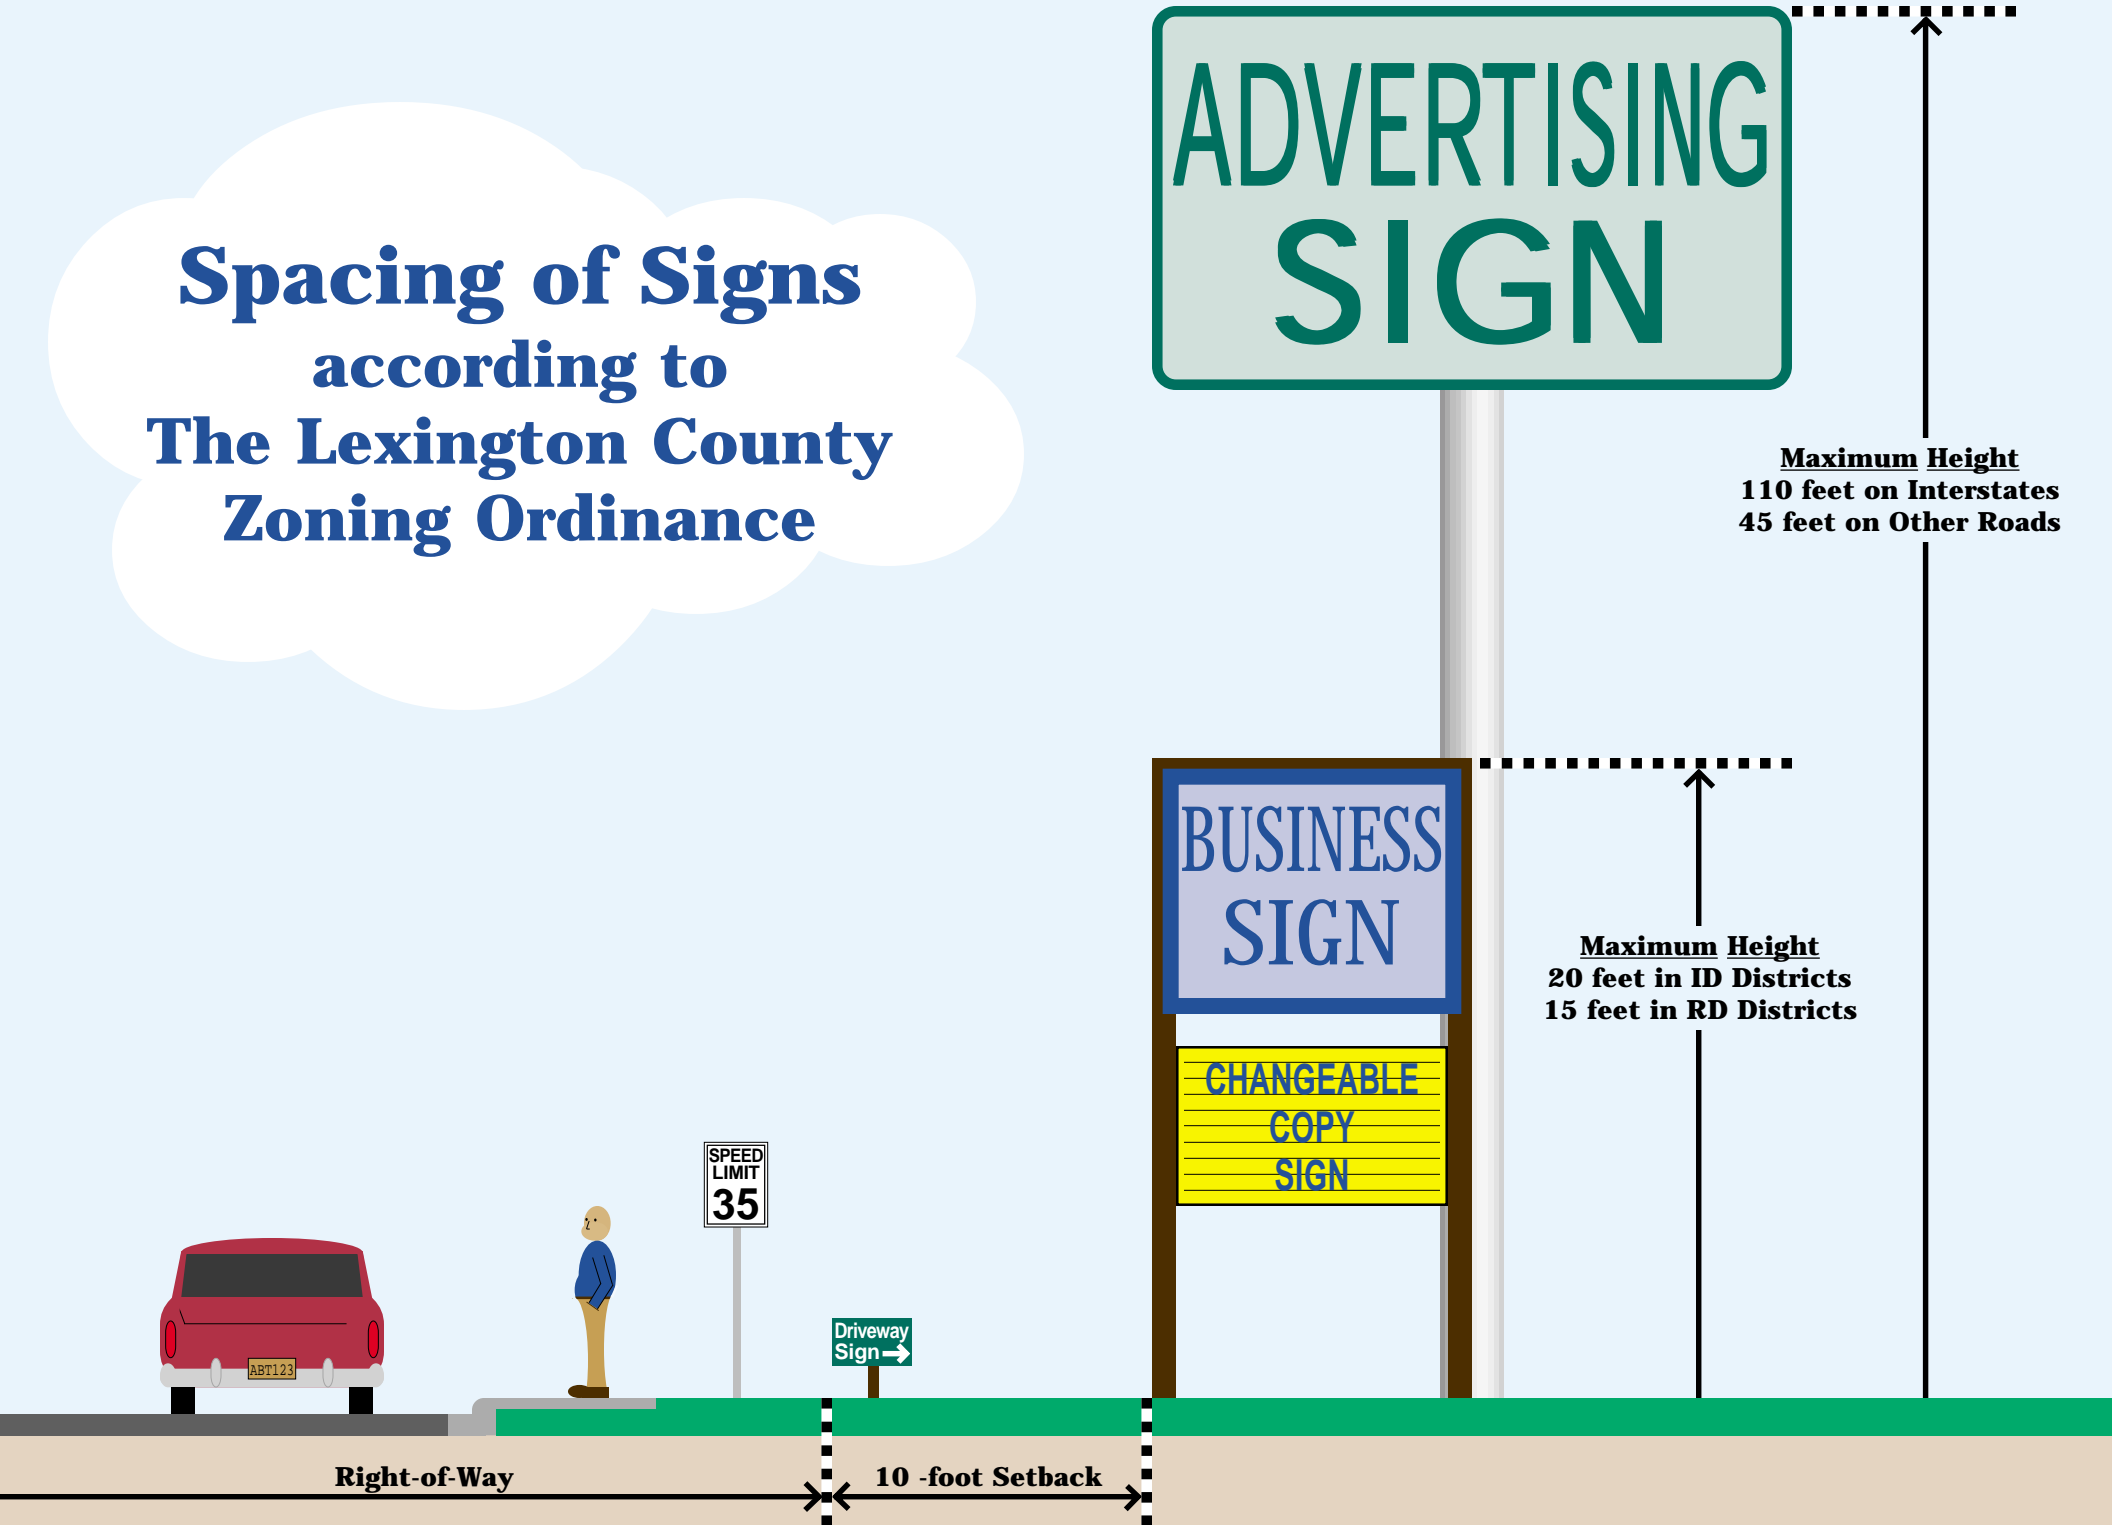 Spacing of Signs
according to
The Lexington County
Zoning Ordinance
ADVERTISING
SIGN
Maximum Height
110 feet on Interstates
45 feet on Other Roads
BUSINESS
SIGN
Maximum Height
20 feet in ID Districts
15 feet in RD Districts
CHANGEABLE
COPY
SIGN
SPEED
LIMIT
35
Driveway
Sign
ABT123
Right-of-Way
10 -foot Setback